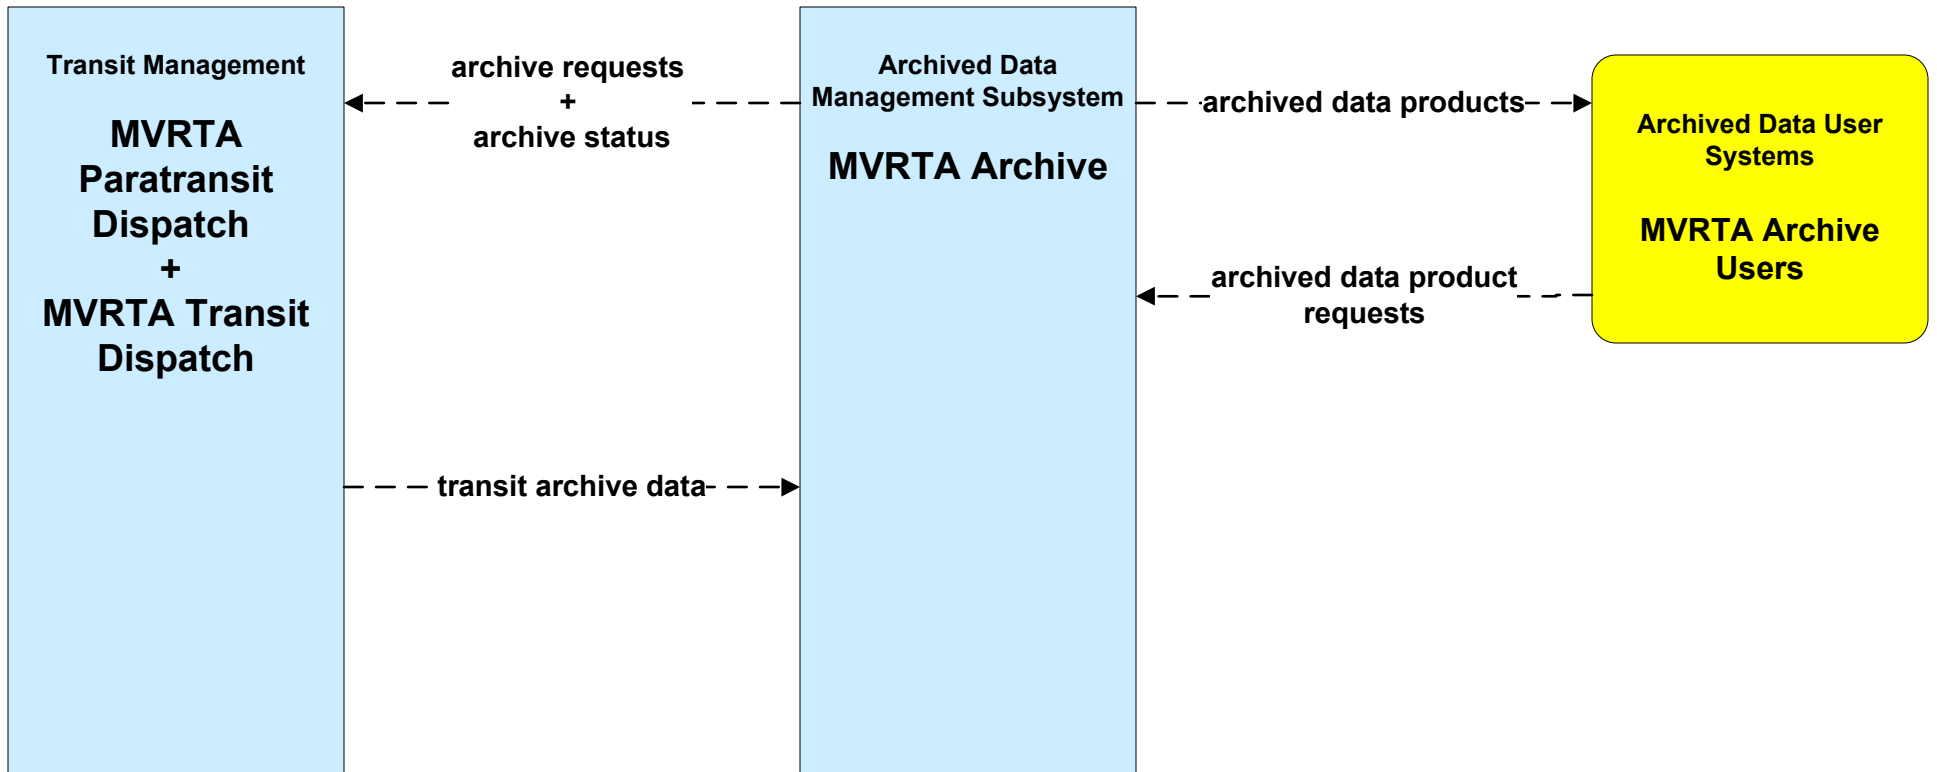 Transit Management
MVRTA
Paratransit
Dispatch
+
MVRTA Transit
Dispatch
archive requests
+
archive status
transit archive data
Archived Data
Management Subsystem
MVRTA Archive
archived data products
archived data product
requests
Archived Data User
Systems
MVRTA Archive
Users